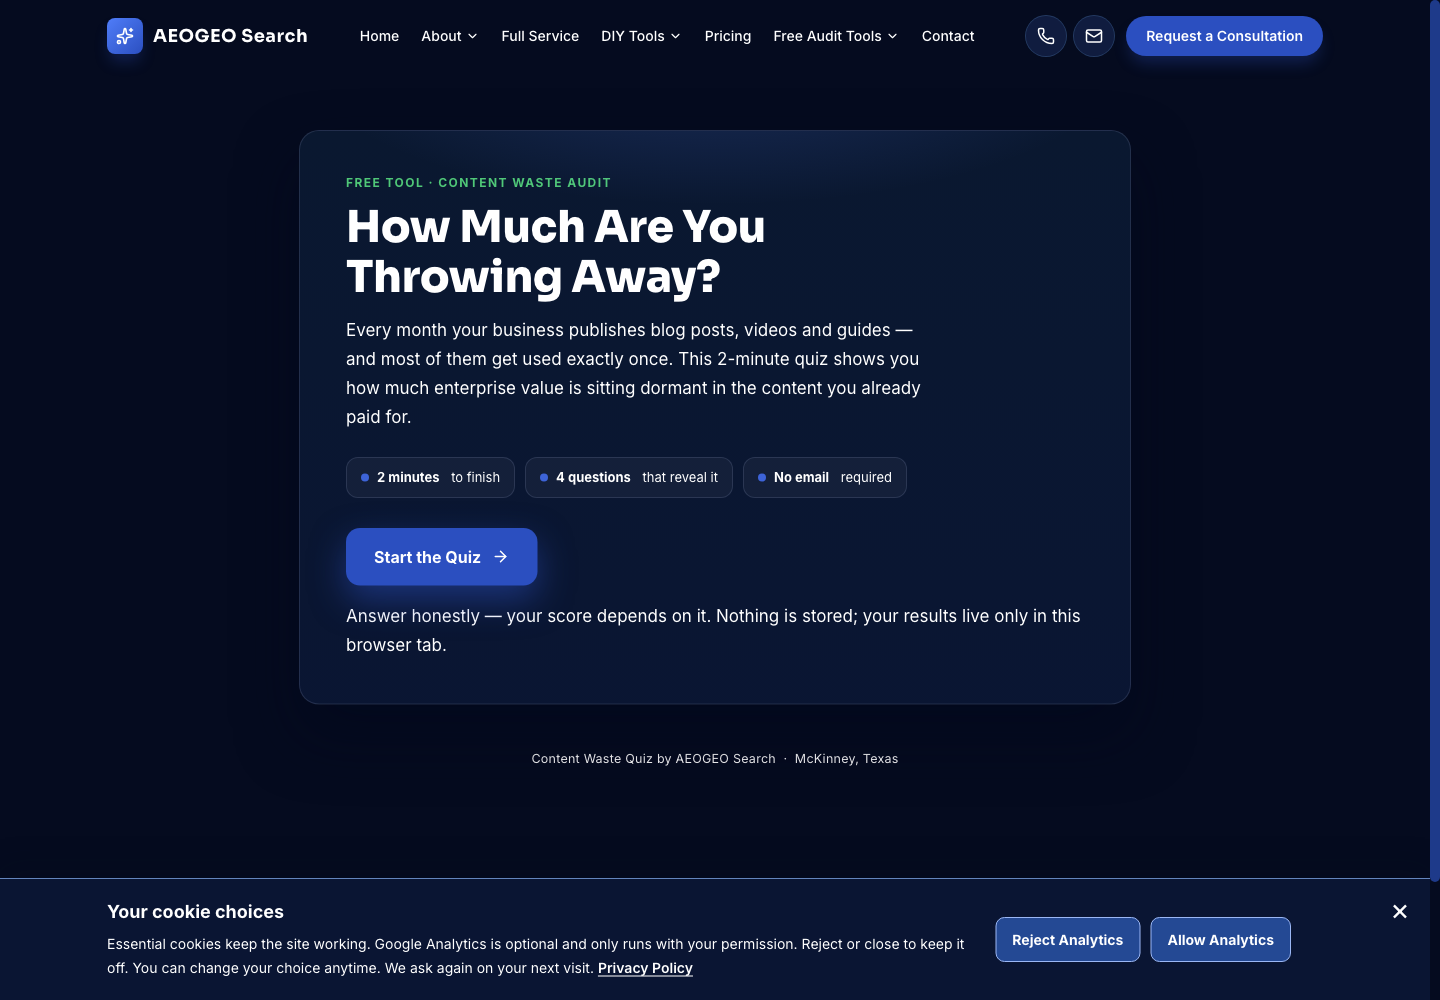 AEOGEO Search
Home
About
Full Service
DIY Tools
Pricing
Free Audit Tools
Contact
Request a Consultation
FREE TOOL · CONTENT WASTE AUDIT
How Much Are You
Throwing Away?
Every month your business publishes blog posts, videos and guides —
and most of them get used exactly once. This 2-minute quiz shows you
how much enterprise value is sitting dormant in the content you already
paid for.
2 minutes to finish
4 questions that reveal it
No email required
Start the Quiz →
Answer honestly — your score depends on it. Nothing is stored; your results live only in this
browser tab.
Content Waste Quiz by AEOGEO Search · McKinney, Texas
Your cookie choices
Essential cookies keep the site working. Google Analytics is optional and only runs with your permission. Reject or close to keep it
off. You can change your choice anytime. We ask again on your next visit. Privacy Policy
Reject Analytics
Allow Analytics